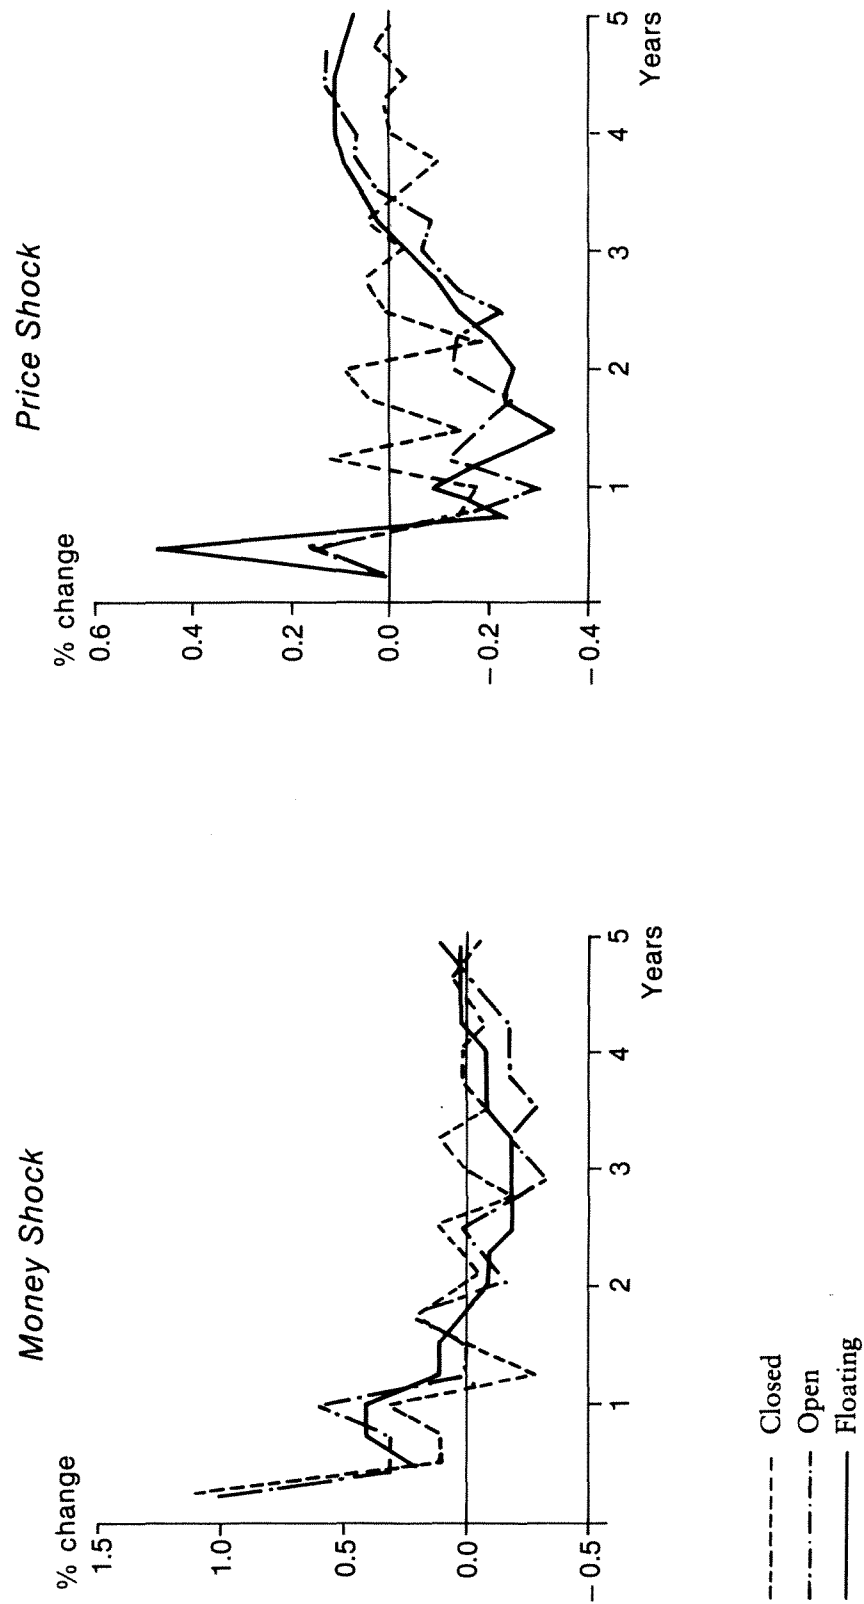 Money Shock
% change
1.5
1.0
0.5
0.0
– 0.5
1
2
3
4
5
Years
Price Shock
% change
0.6
0.4
0.2
0.0
– 0.2
– 0.4
1
2
3
4
5
Years
Closed
Open
Floating